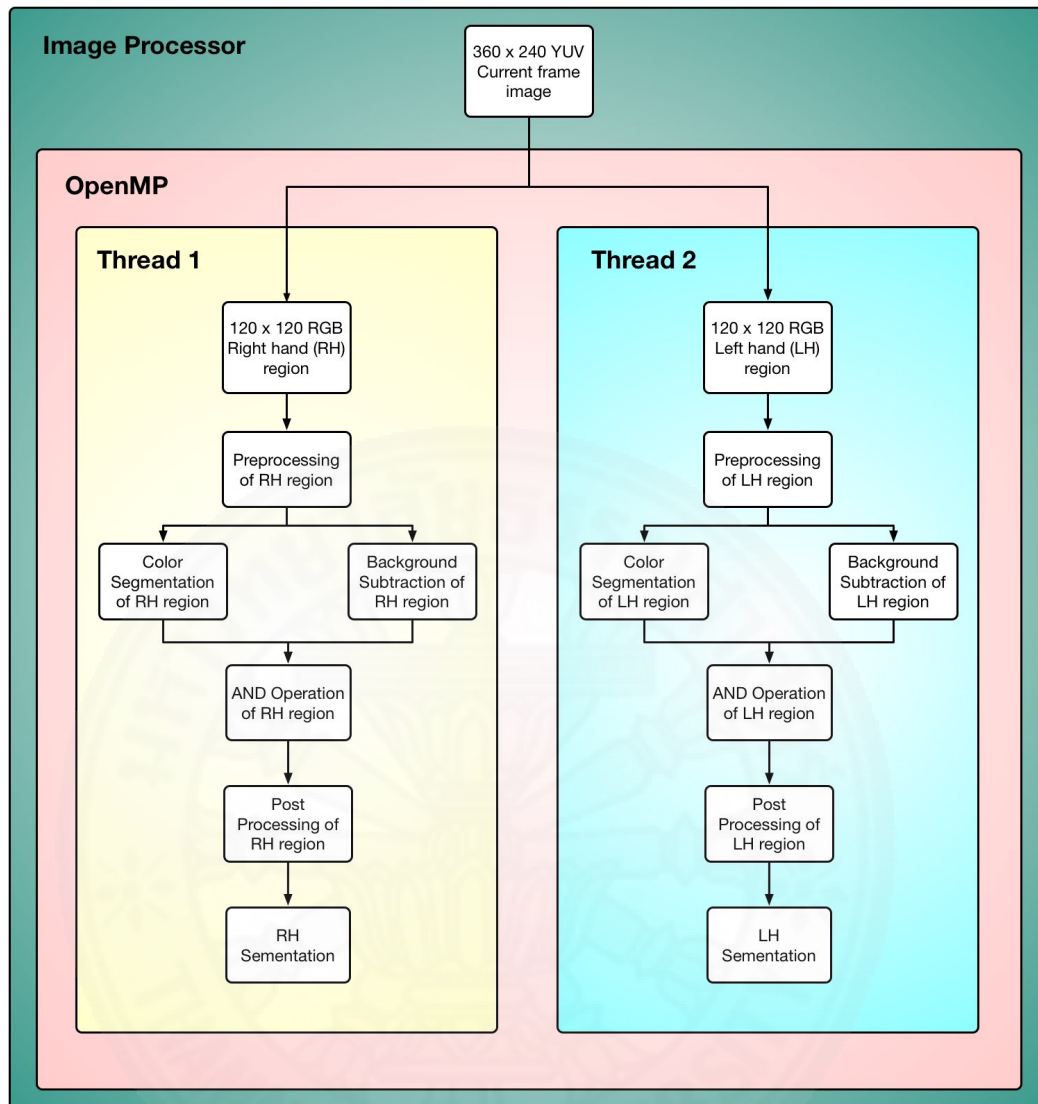 Image Processor
360 x 240 YUV
Current frame
image
OpenMP
Thread 1
120 x 120 RGB
Right hand (RH)
region
Preprocessing
of RH region
Color
Segmentation
of RH region
Background
Subtraction of
RH region
AND Operation
of RH region
Post
Processing of
RH region
RH
Sementation
Thread 2
120 x 120 RGB
Left hand (LH)
region
Preprocessing
of LH region
Color
Segmentation
of LH region
Background
Subtraction of
LH region
AND Operation
of LH region
Post
Processing of
LH region
LH
Sementation